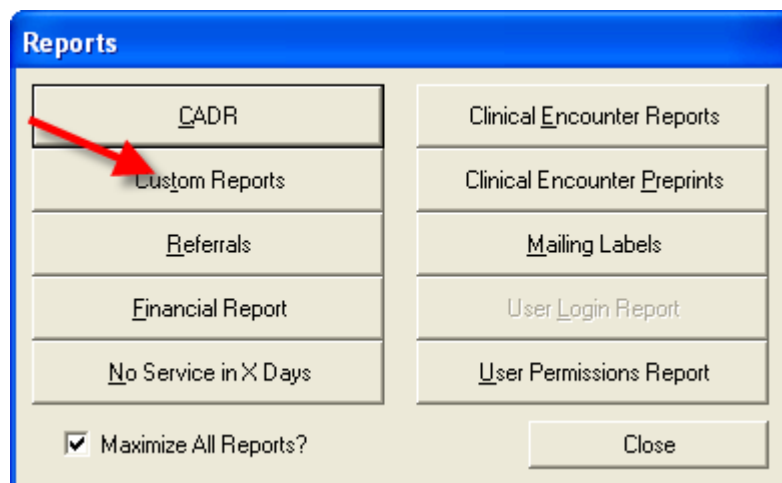 Reports
CADR
Clinical Encounter Reports
Custom Reports
Clinical Encounter Preprints
Referrals
Mailing Labels
Financial Report
User Login Report
No Service in X Days
User Permissions Report
Maximize All Reports?
Close